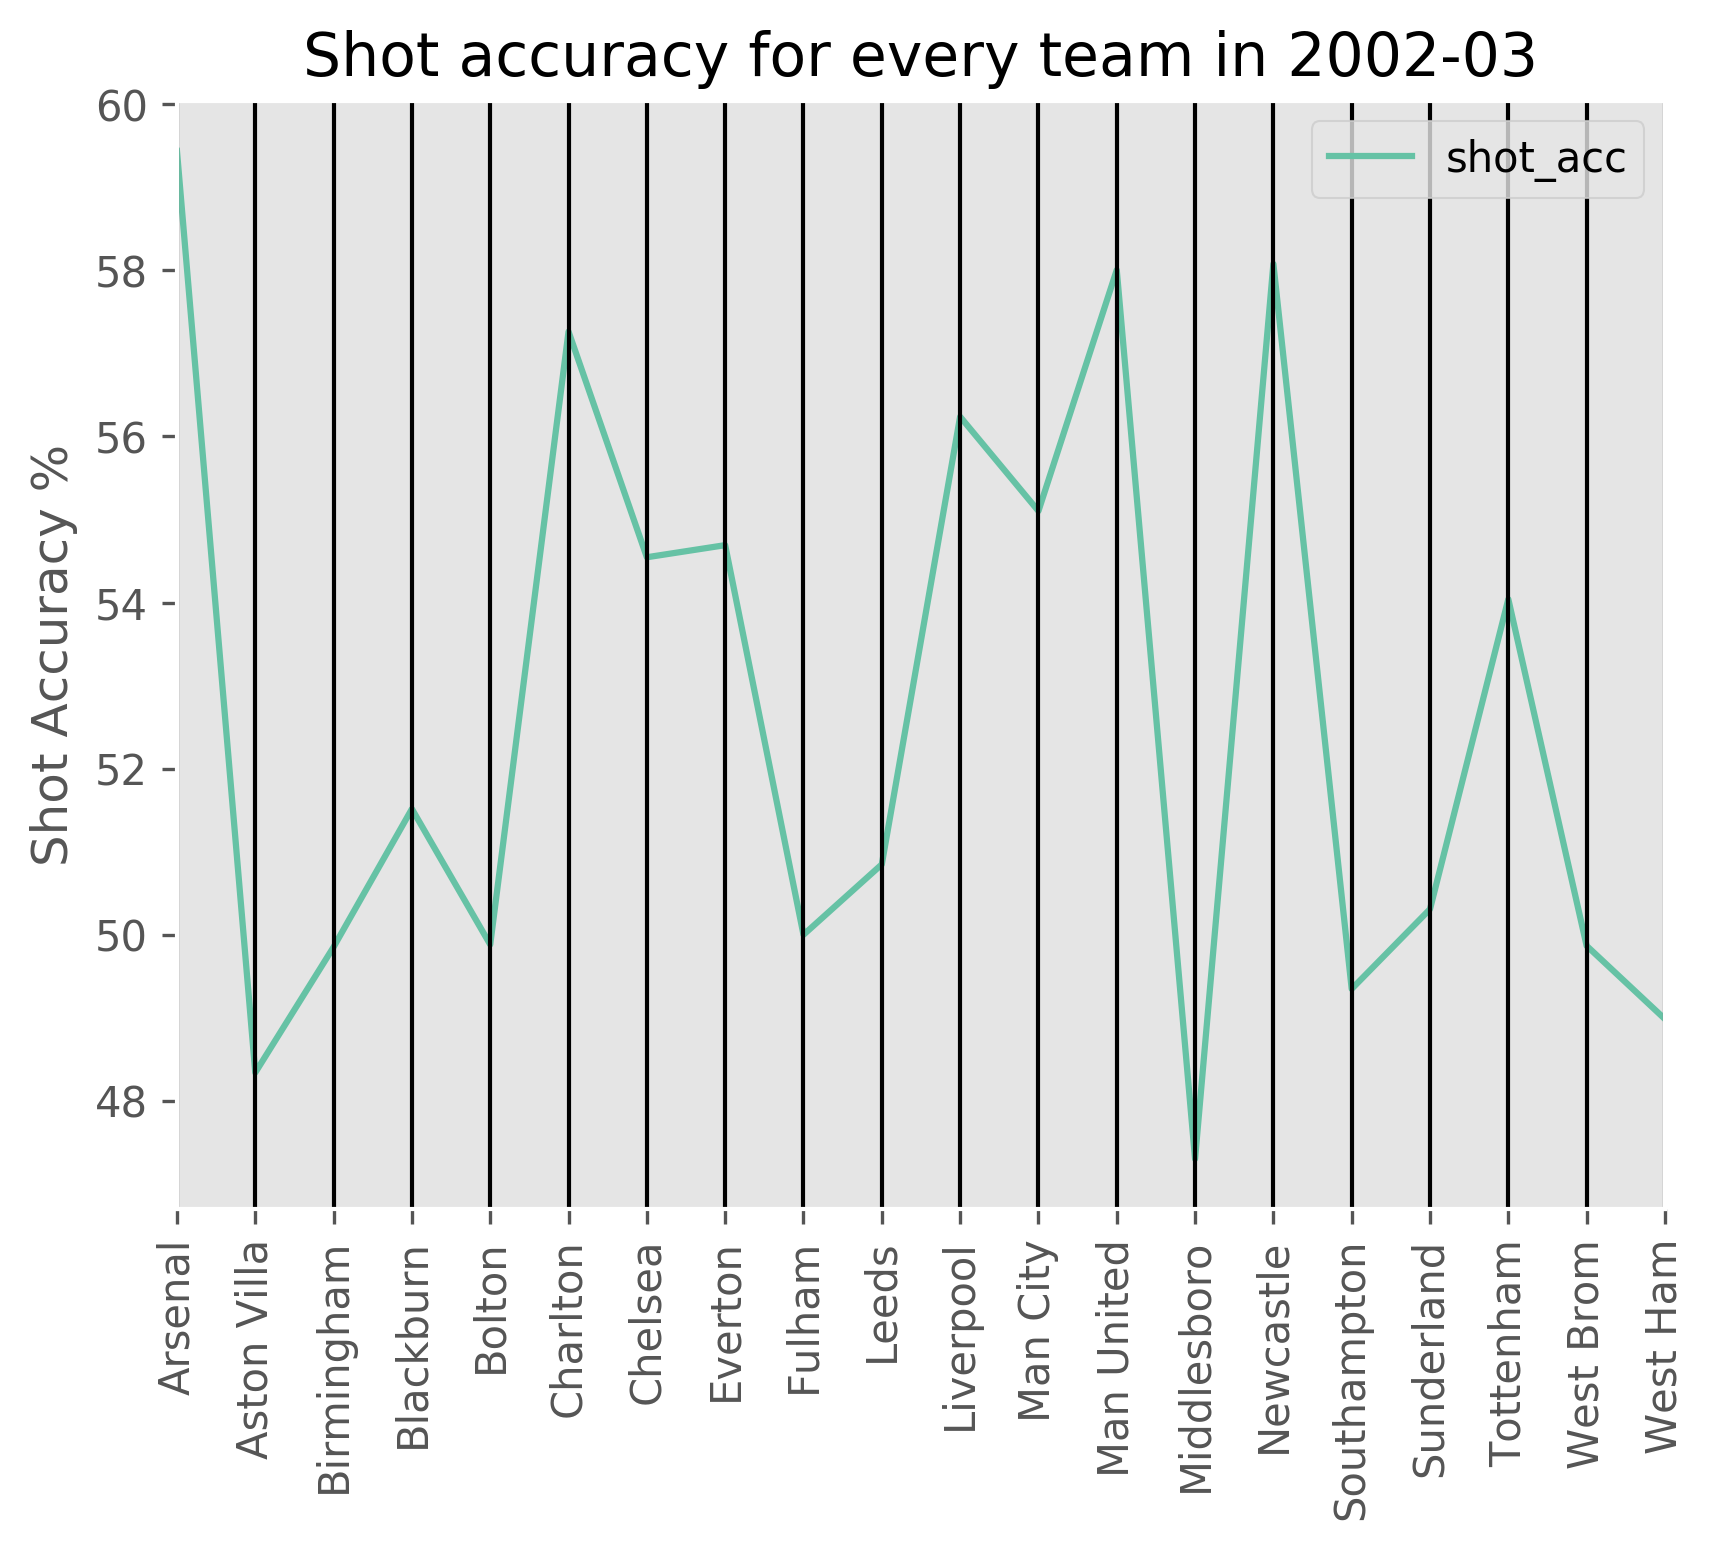 Shot accuracy for every team in 2002-03
60
58
56
54
52
50
48
Shot Accuracy %
shot_acc
Arsenal
Aston Villa
Birmingham
Blackburn
Bolton
Charlton
Chelsea
Everton
Fulham
Leeds
Liverpool
Man City
Man United
Middlesboro
Newcastle
Southampton
Sunderland
Tottenham
West Brom
West Ham